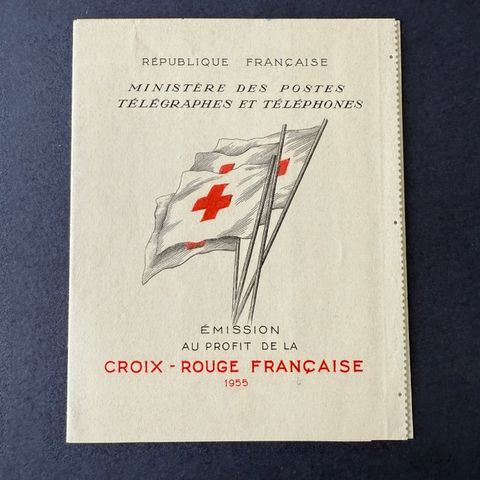 RÉPUBLIQUE FRANÇAISE
MINISTÈRE DES POSTES
TÉLÉGRAPHES ET TÉLÉPHONES
ÉMISSION
AU PROFIT DE LA
CROIX - ROUGE FRANÇAISE
1955